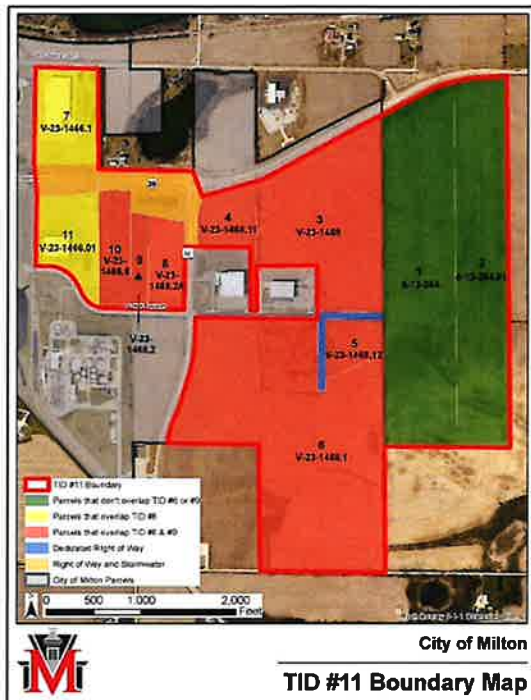 7
V-23-1466.1
39
11
V-23-1466.01
10
V-23-
1468.6
9
8
V-23-
1468.2A
4
V-23-1468.11
3
V-23-1469
1
2
V-23-
1468.2
5
V-23-1468.12
6
V-23-1468.1
TID #11 Boundary
Parcels that don't overlap TID #6 or #9
Parcels that overlap TID #6
Parcels that overlap TID #6 & #9
Dedicated Right of Way
Right of Way and Stormwater
City of Milton Parcels
0 500 1,000 2,000
Feet
M
City of Milton
TID #11 Boundary Map